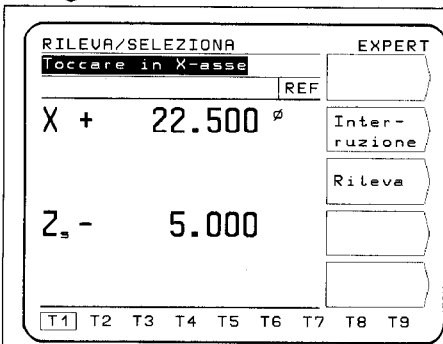 RILEVA/SELEZIONA EXPERT
Toccare in X-asse
REF
X + 22.500 ø
Inter-
ruzione
Rileva
Zs - 5.000
T1 T2 T3 T4 T5 T6 T7 T8 T9